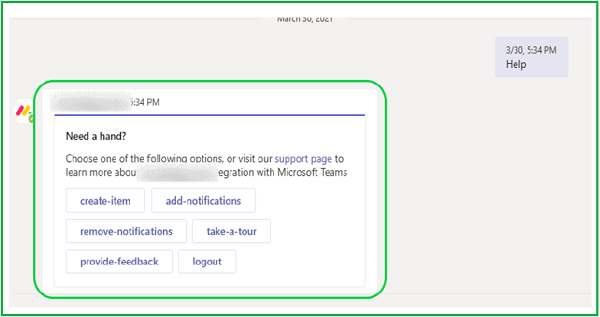 March 30, 2021
3/30, 5:34 PM
Help
5:34 PM
Need a hand?
Choose one of the following options, or visit our support page to
learn more abou egration with Microsoft Teams
create-item add-notifications
remove-notifications take-a-tour
provide-feedback logout